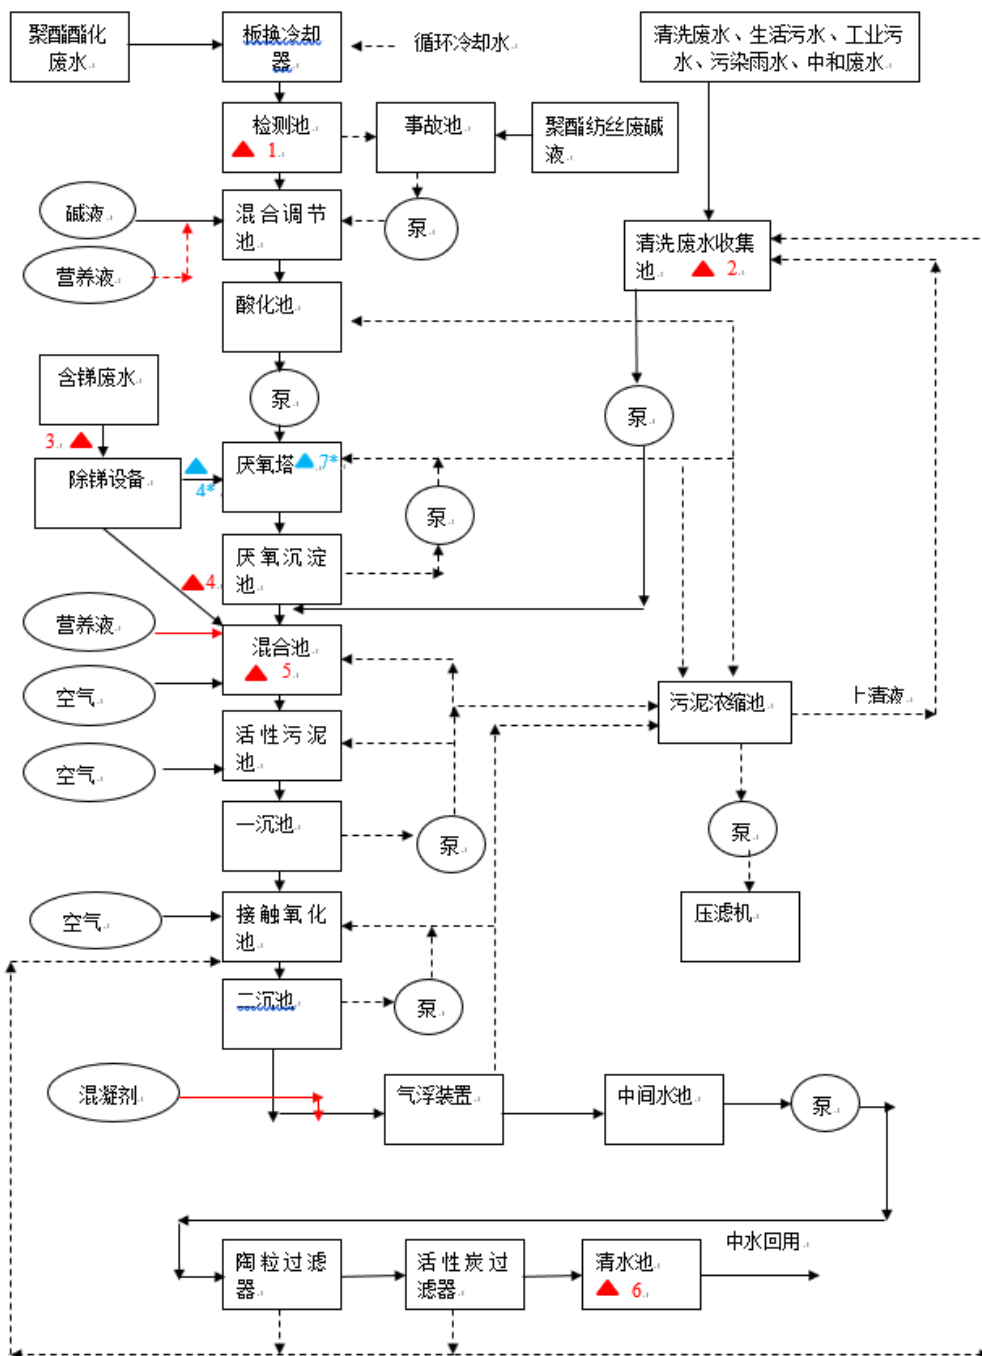 聚酯酯化
废水
板换冷却
器
循环冷却水
清洗废水、生活污水、工业污
水、污染雨水、中和废水
检测池
1
事故池
聚酯纺丝废碱
液
碱液
混合调节
池
泵
清洗废水收集
池 2
营养液
酸化池
含锑废水
泵
泵
3
除锑设备
4*
厌氧塔 7*
泵
厌氧沉淀
池
4
营养液
混合池
5
空气
污泥浓缩池
上清液
活性污泥
池
空气
一沉池
泵
泵
接触氧化
池
空气
压滤机
二沉池
泵
混凝剂
气浮装置
中间水池
泵
中水回用
陶粒过滤
器
活性炭过
滤器
清水池
6